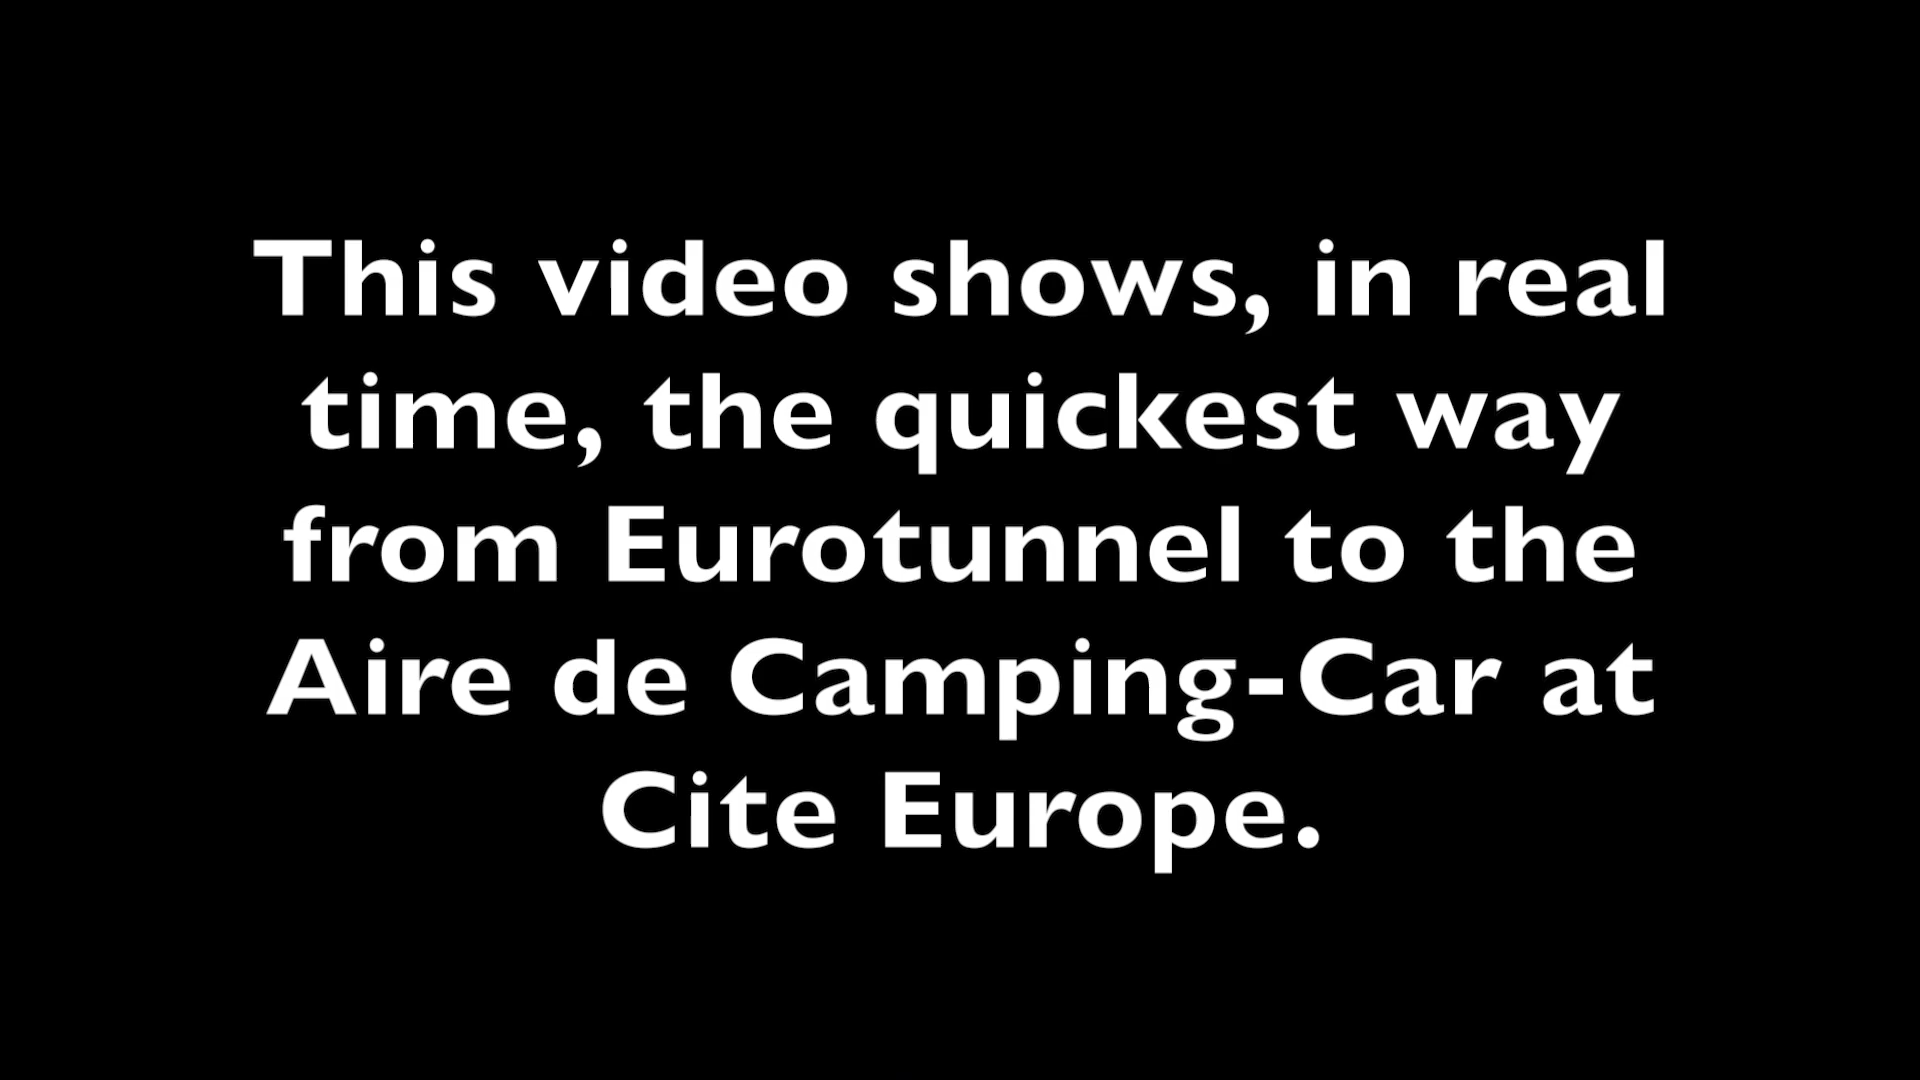 This video shows, in real
time, the quickest way
from Eurotunnel to the
Aire de Camping-Car at
Cite Europe.